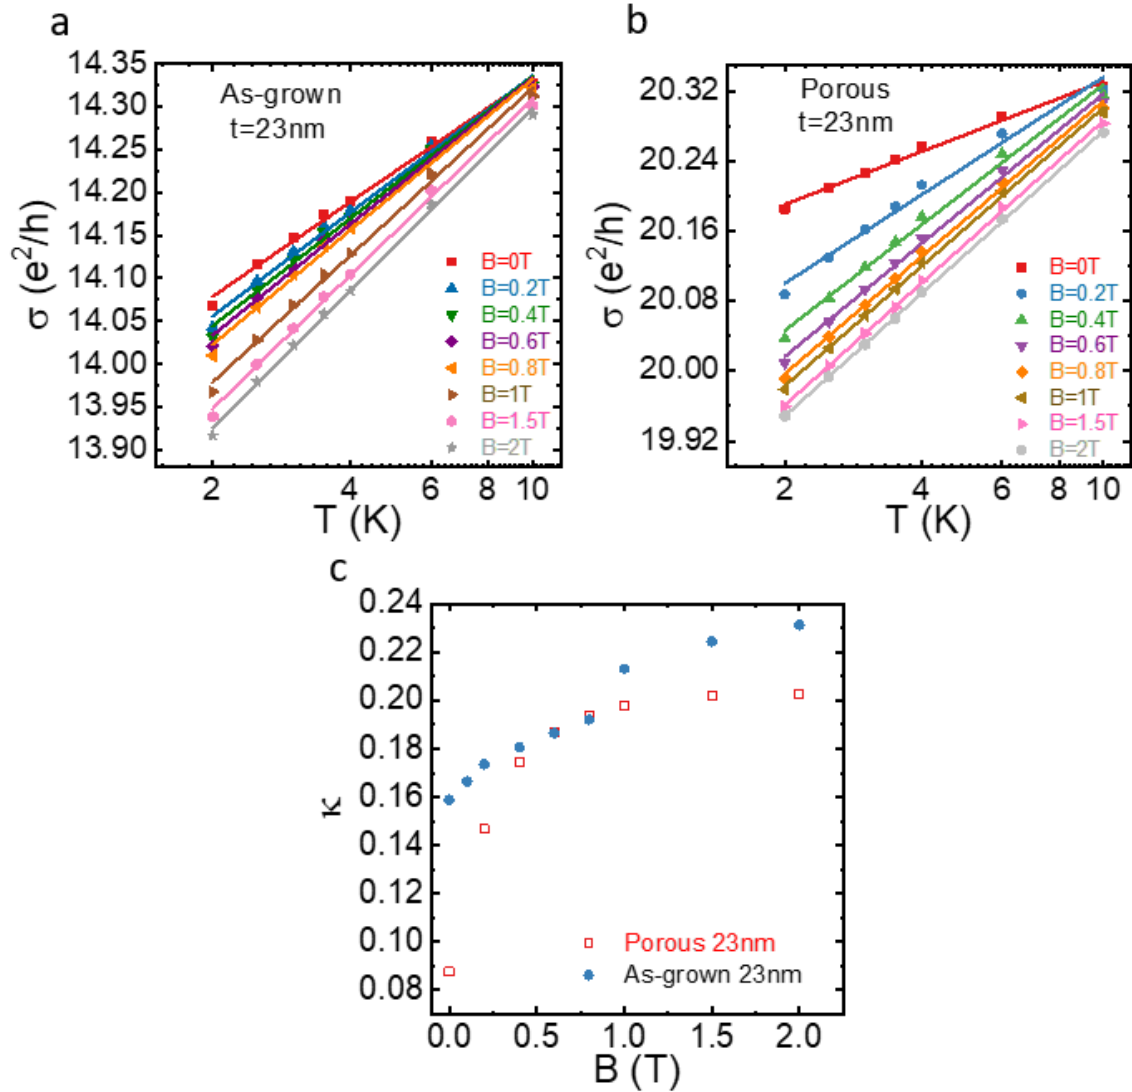 a
14.35
14.30
14.25
14.20
14.15
14.10
14.05
14.00
13.95
13.90
σ (e²/h)
As-grown
t=23nm
B=0T
B=0.2T
B=0.4T
B=0.6T
B=0.8T
B=1T
B=1.5T
B=2T
2 4 6 8 10
T (K)
b
20.32
20.24
20.16
20.08
20.00
19.92
σ (e²/h)
Porous
t=23nm
B=0T
B=0.2T
B=0.4T
B=0.6T
B=0.8T
B=1T
B=1.5T
B=2T
2 4 6 8 10
T (K)
c
0.24
0.22
0.20
0.18
0.16
0.14
0.12
0.10
0.08
κ
Porous 23nm
As-grown 23nm
0.0 0.5 1.0 1.5 2.0
B (T)